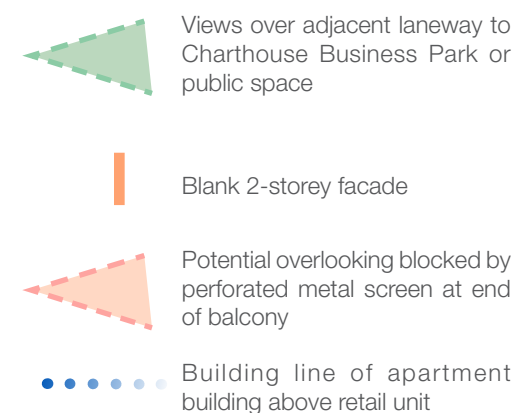 Views over adjacent laneway to
Charthouse Business Park or
public space
Blank 2-storey facade
Potential overlooking blocked by
perforated metal screen at end
of balcony
Building line of apartment
building above retail unit